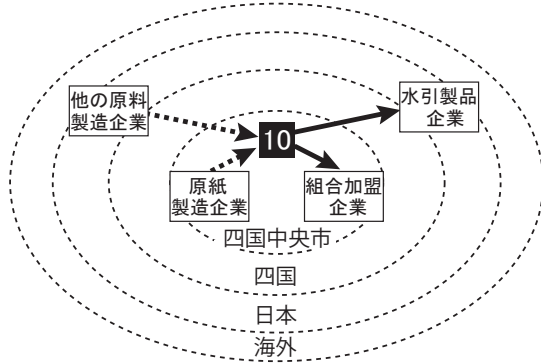 他の原料
製造企業
水引製品
企業
10
原紙
製造企業
組合加盟
企業
四国中央市
四国
日本
海外